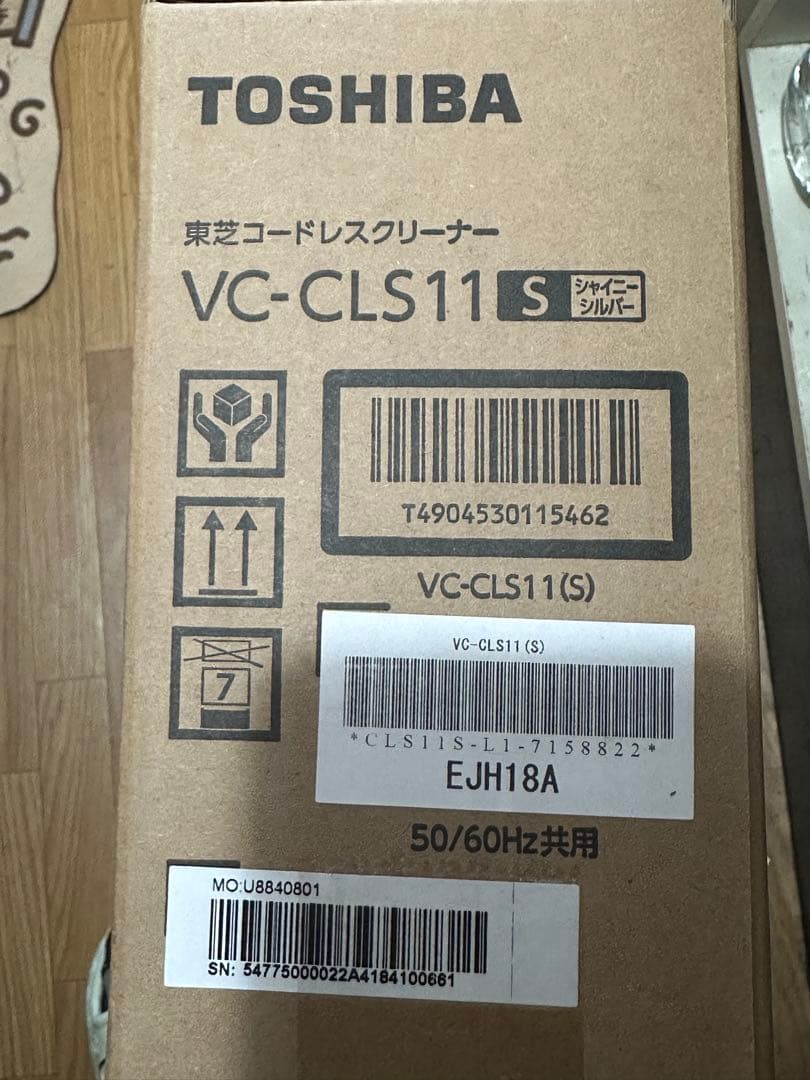 TOSHIBA
東芝コードレスクリーナー
VC-CLS11 S シャイニー
シルバー
T4904530115462
VC-CLS11(S)
7
VC-CLS11(S)
*CLS11S-L1-7158822*
EJH18A
50/60Hz共用
MO:U8840801
SN: 54775000022A4184100661